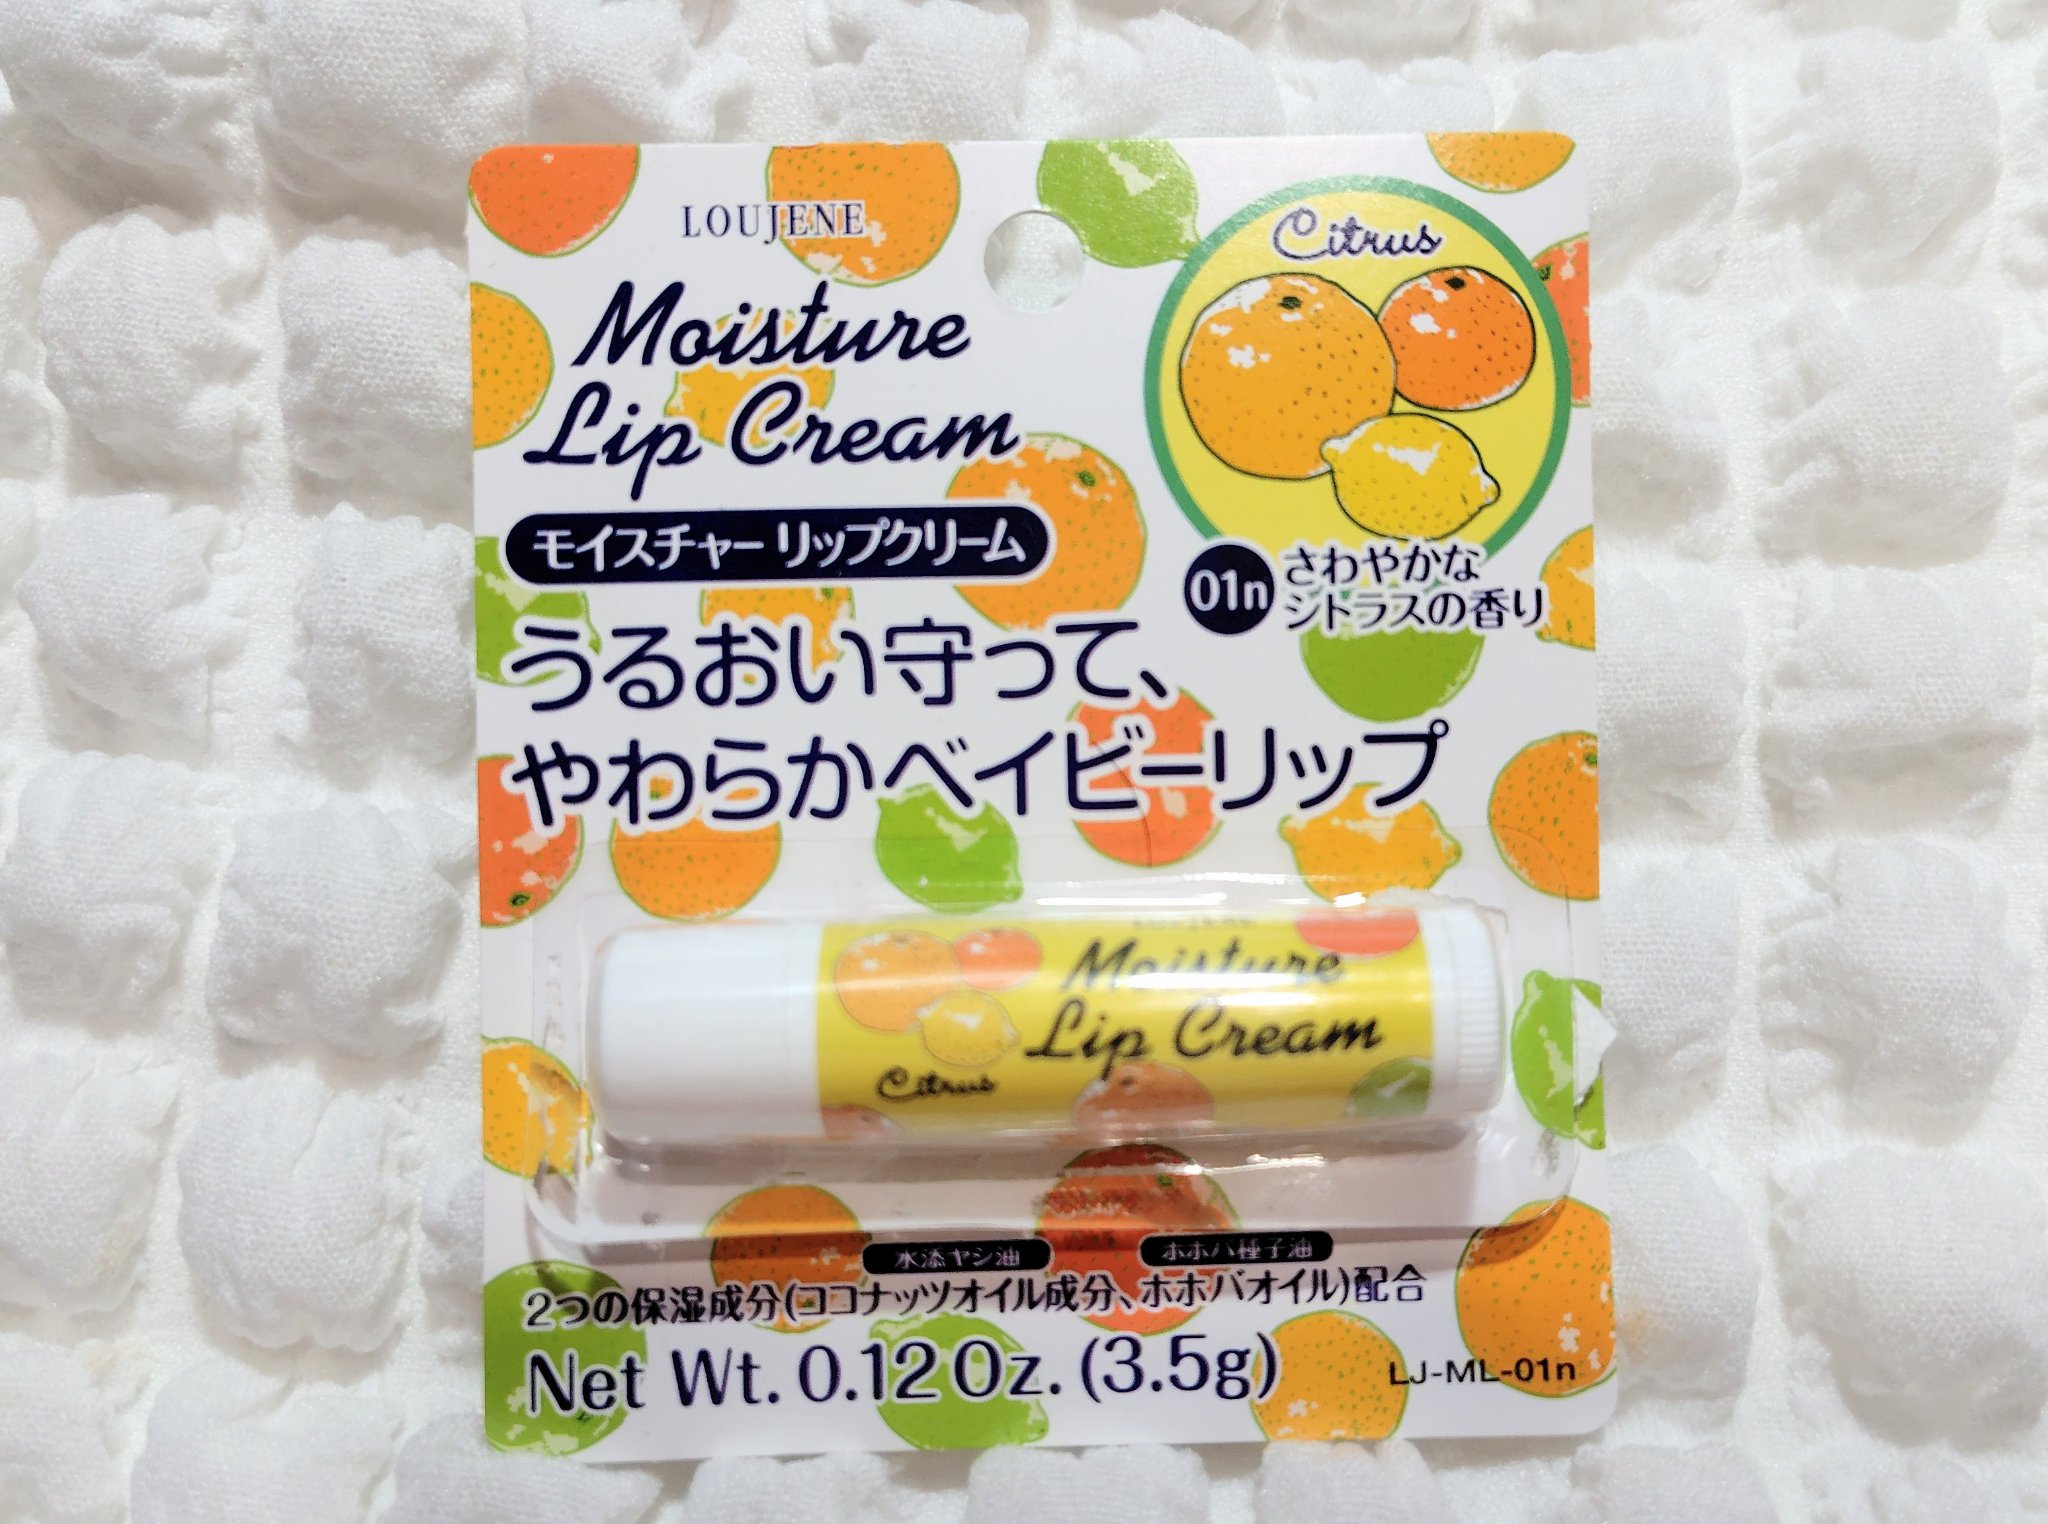 LOUJENE
Moisture
Lip Cream
モイスチャー リップクリーム
Citrus
01n
さわやかな
シトラスの香り
うるおい守って、
やわらかベイビーリップ
Moisture
Lip Cream
Citrus
水添ヤシ油 ホホバ種子油
2つの保湿成分(ココナッツオイル成分、ホホバオイル)配合
Net Wt. 0.12 Oz. (3.5g)
LJ-ML-01n